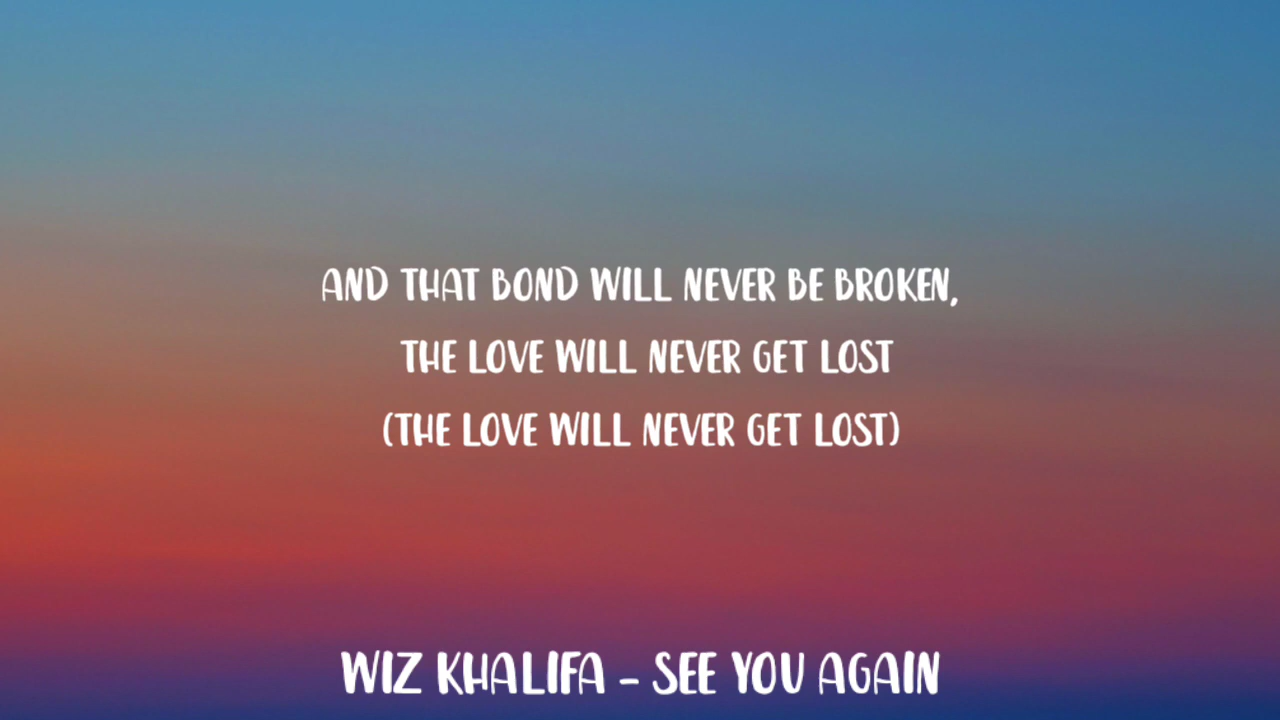 AND THAT BOND WILL NEVER BE BROKEN,
THE LOVE WILL NEVER GET LOST
(THE LOVE WILL NEVER GET LOST)
WIZ KHALIFA - SEE YOU AGAIN